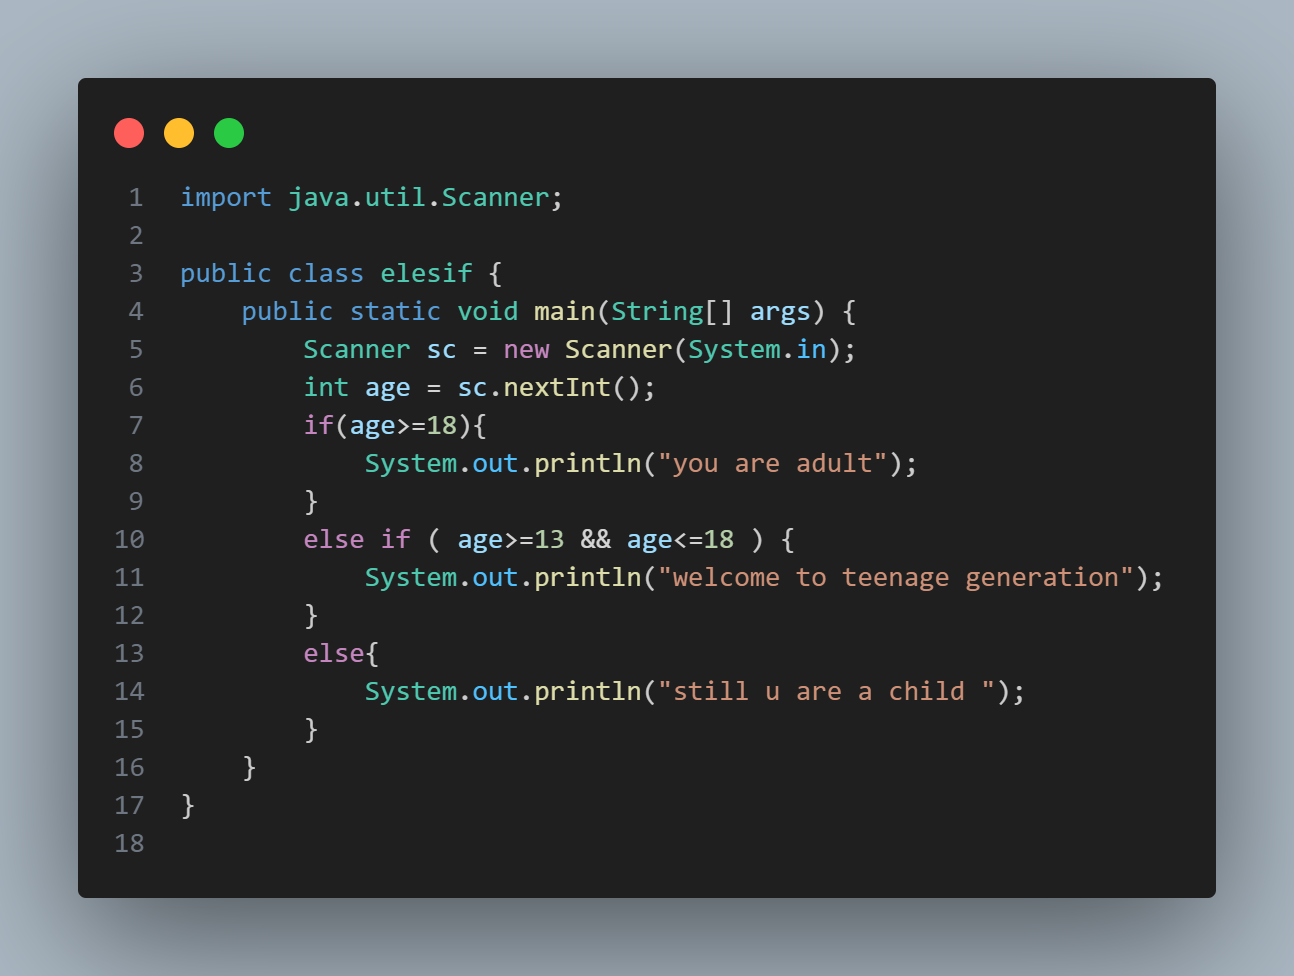 1 import java.util.Scanner;
2
3 public class elesif {
4     public static void main(String[] args) {
5         Scanner sc = new Scanner(System.in);
6         int age = sc.nextInt();
7         if(age>=18){
8             System.out.println("you are adult");
9         }
10         else if ( age>=13 && age<=18 ) {
11             System.out.println("welcome to teenage generation");
12         }
13         else{
14             System.out.println("still u are a child ");
15         }
16     }
17 }
18